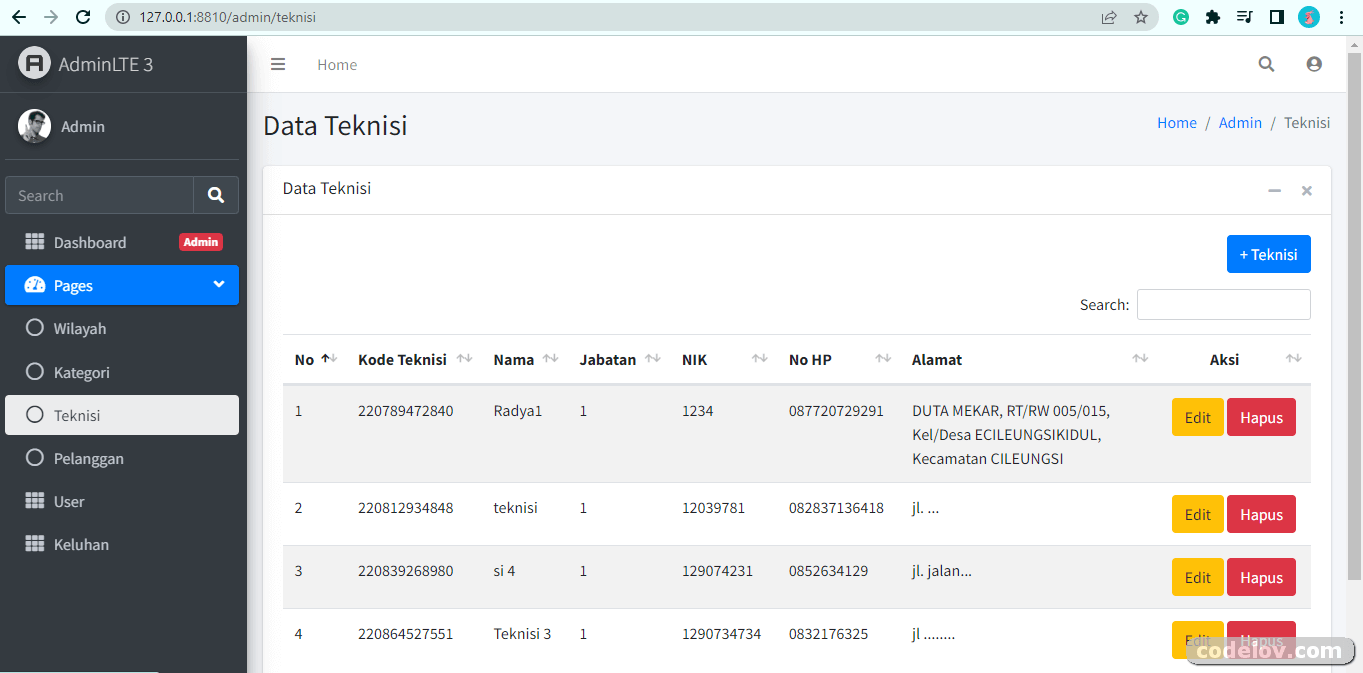 127.0.0.1:8810/admin/teknisi
AdminLTE 3
Home
Admin
Data Teknisi
Home / Admin / Teknisi
Search
Data Teknisi
Dashboard Admin
+ Teknisi
Pages
Search:
Wilayah
No Kode Teknisi Nama Jabatan NIK No HP Alamat Aksi
Kategori
Teknisi
1 220789472840 Radya1 1 1234 087720729291 DUTA MEKAR, RT/RW 005/015, Edit Hapus
Kel/Desa ECILEUNGSIKIDUL,
Kecamatan CILEUNGSI
Pelanggan
User
2 220812934848 teknisi 1 12039781 082837136418 jl. ... Edit Hapus
Keluhan
3 220839268980 si 4 1 129074231 0852634129 jl. jalan... Edit Hapus
4 220864527551 Teknisi 3 1 1290734734 0832176325 jl ........ Edit Hapus
codelov.com